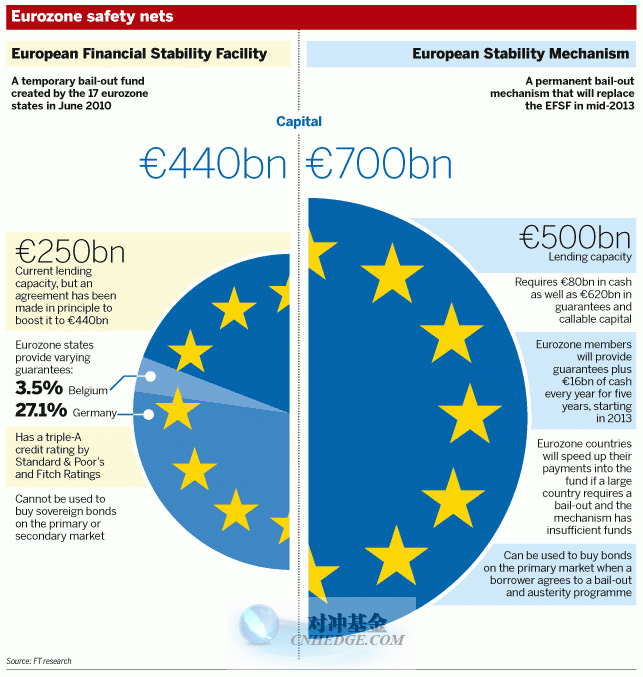 Eurozone safety nets
European Financial Stability Facility
A temporary bail-out fund
created by the 17 eurozone
states in June 2010
European Stability Mechanism
A permanent bail-out
mechanism that will replace
the EFSF in mid-2013
Capital
€440bn
€700bn
€250bn
Current lending
capacity, but an
agreement has been
made in principle to
boost it to €440bn
Eurozone states
provide varying
guarantees:
3.5% Belgium
27.1% Germany
Has a triple-A
credit rating by
Standard & Poor's
and Fitch Ratings
Cannot be used to
buy sovereign bonds
on the primary or
secondary market
€500bn
Lending capacity
Requires €80bn in cash
as well as €620bn in
guarantees and
callable capital
Eurozone members
will provide
guarantees plus
€16bn of cash
every year for five
years, starting
in 2013
Eurozone countries
will speed up their
payments into the
fund if a large
country requires a
bail-out and the
mechanism has
insufficient funds
Can be used to buy bonds
on the primary market when a
borrower agrees to a bail-out
and austerity programme
对冲基金
CNHEDGE.COM
Source: FT research